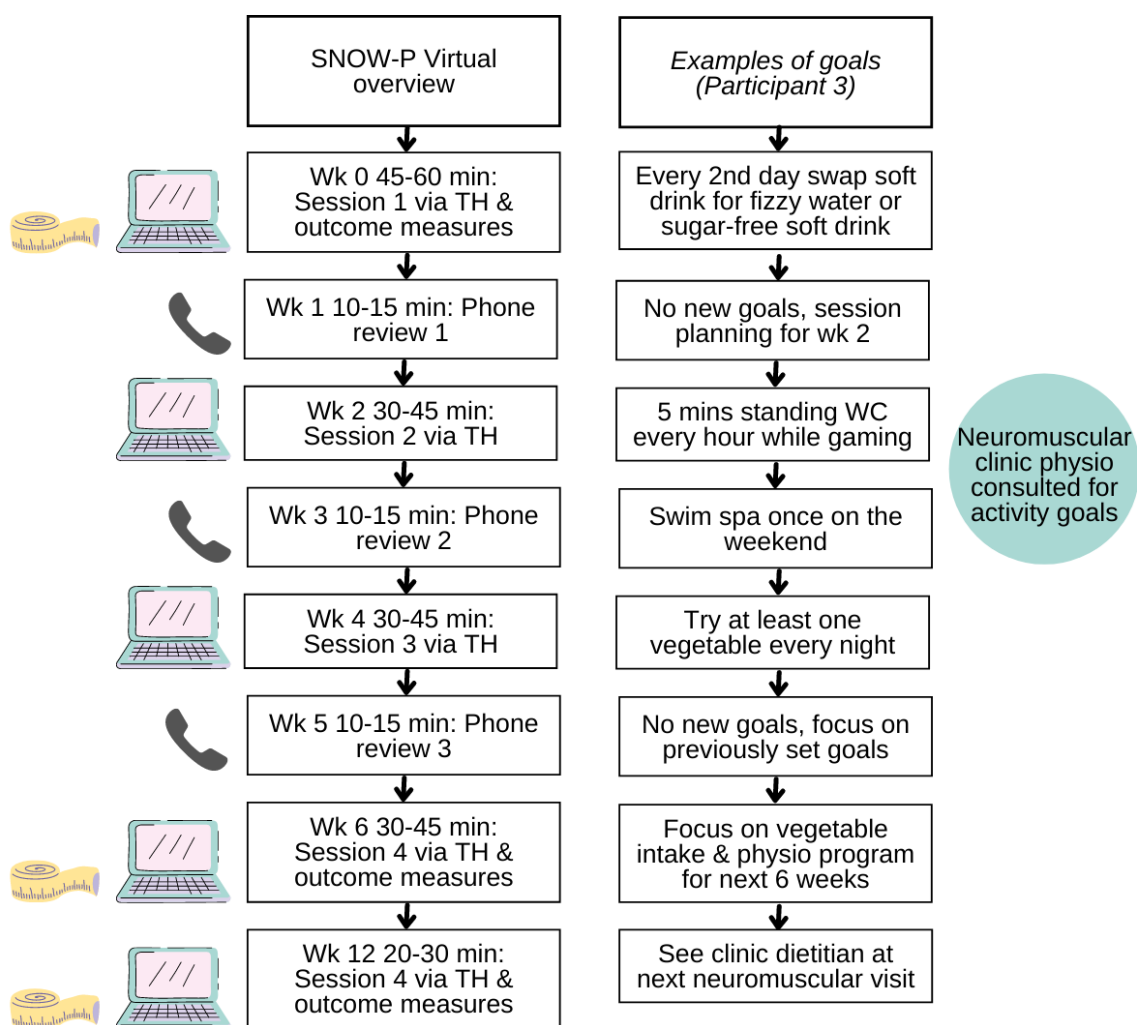 SNOW-P Virtual
overview
Wk 0 45-60 min:
Session 1 via TH &
outcome measures
Wk 1 10-15 min: Phone
review 1
Wk 2 30-45 min:
Session 2 via TH
Wk 3 10-15 min: Phone
review 2
Wk 4 30-45 min:
Session 3 via TH
Wk 5 10-15 min: Phone
review 3
Wk 6 30-45 min:
Session 4 via TH &
outcome measures
Wk 12 20-30 min:
Session 4 via TH &
outcome measures
Examples of goals
(Participant 3)
Every 2nd day swap soft
drink for fizzy water or
sugar-free soft drink
No new goals, session
planning for wk 2
5 mins standing WC
every hour while gaming
Swim spa once on the
weekend
Try at least one
vegetable every night
No new goals, focus on
previously set goals
Focus on vegetable
intake & physio program
for next 6 weeks
See clinic dietitian at
next neuromuscular visit
Neuromuscular
clinic physio
consulted for
activity goals